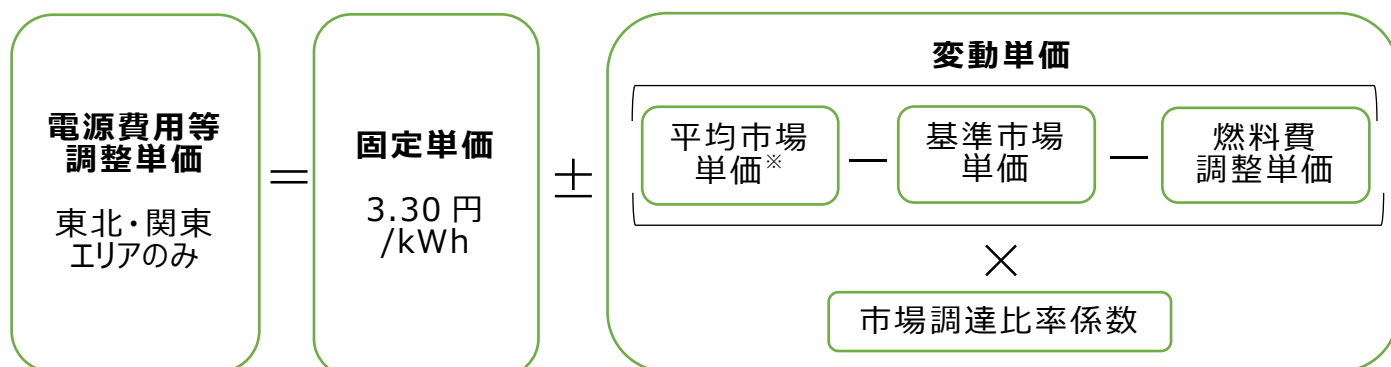 電源費用等
調整単価
東北・関東
エリアのみ
＝
固定単価
3.30 円
/kWh
±
変動単価
平均市場
単価※
―
基準市場
単価
―
燃料費
調整単価
×
市場調達比率係数